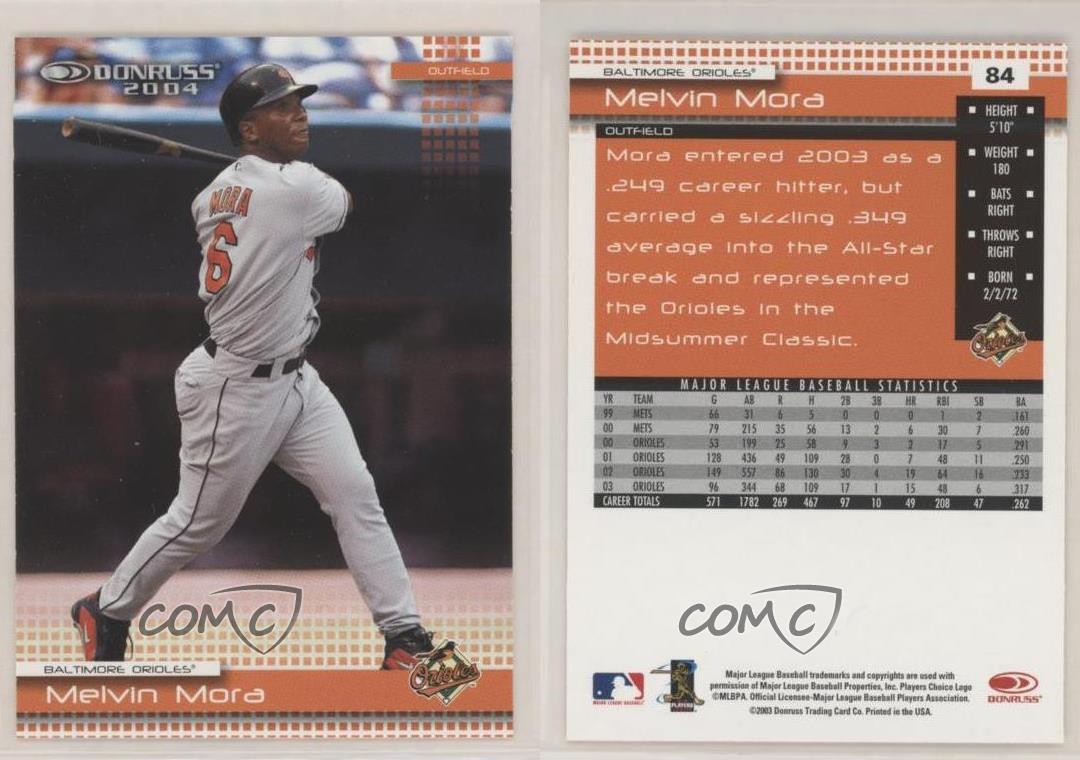 DONRUSS®
2004
OUTFIELD
MORA
6
COMC
BALTIMORE ORIOLES®
Melvin Mora
Orioles
BALTIMORE ORIOLES®
84
Melvin Mora
OUTFIELD
Mora entered 2003 as a
.249 career hitter, but
carried a sizzling .349
average into the All-Star
break and represented
the Orioles in the
Midsummer Classic.
HEIGHT
5'10"
WEIGHT
180
BATS
RIGHT
THROWS
RIGHT
BORN
2/2/72
Orioles
MAJOR LEAGUE BASEBALL STATISTICS
YR TEAM G AB R H 2B 3B HR RBI SB BA
99 METS 66 31 6 5 0 0 0 1 2 .161
00 METS 79 215 35 56 13 2 6 30 7 .260
00 ORIOLES 53 199 25 58 9 3 2 17 5 .291
01 ORIOLES 128 436 49 109 28 0 7 48 11 .250
02 ORIOLES 149 557 86 130 30 4 19 64 16 .233
03 ORIOLES 96 344 68 109 17 1 15 48 6 .317
CAREER TOTALS 571 1782 269 467 97 10 49 208 47 .262
COMC
MAJOR LEAGUE BASEBALL®
PLAYERS
Major League Baseball trademarks and copyrights are used with
permission of Major League Baseball Properties, Inc. Players Choice Logo
©MLBPA. Official Licensee-Major League Baseball Players Association.
©2003 Donruss Trading Card Co. Printed in the USA.
DONRUSS®